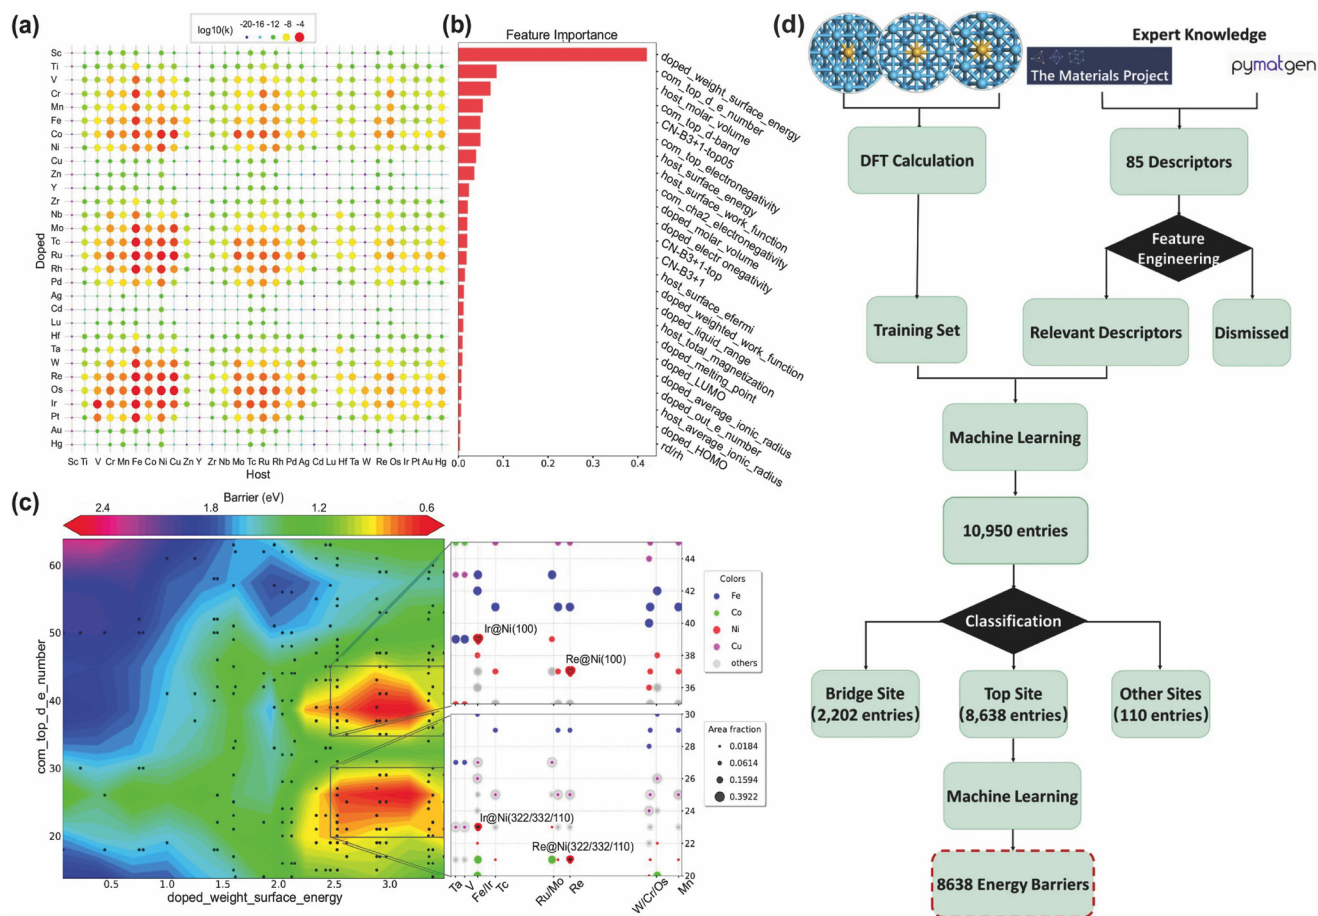 (a)
log10(k)
-20 -16 -12 -8 -4
Doped
Sc
Ti
V
Cr
Mn
Fe
Co
Ni
Cu
Zn
Y
Zr
Nb
Mo
Tc
Ru
Rh
Pd
Ag
Cd
Lu
Hf
Ta
W
Re
Os
Ir
Pt
Au
Hg
Sc Ti V Cr Mn Fe Co Ni Cu Zn Y Zr Nb Mo Tc Ru Rh Pd Ag Cd Lu Hf Ta W Re Os Ir Pt Au Hg
Host
(b)
Feature Importance
doped_weight_surface_energy
com_top_d_e_number
host_molar_volume
com_top_d-band
CN-B3+1-top05
com_top_electronegativity
host_surface_energy
host_surface_work_function
com_cha2_electronegativity
doped_molar_volume
doped_electr onegativity
CN-B3+1-top
CN-B3+1
host_surface_efermi
doped_weighted_work_function
doped_liquid_range
host_total_magnetization
doped_melting_point
doped_LUMO
doped_average_ionic_radius
doped_out_e_number
host_average_ionic_radius
doped_HOMO
rd/rh
0.0 0.1 0.2 0.3 0.4
(c)
Barrier (eV)
2.4 1.8 1.2 0.6
com_top_d_e_number
60
50
40
30
20
0.5 1.0 1.5 2.0 2.5 3.0
doped_weight_surface_energy
44
42
40
38
36
Ir@Ni(100)
Re@Ni(100)
30
28
26
24
22
20
Ir@Ni(322/332/110)
Re@Ni(322/332/110)
Ta
V
Fe/Ir
Tc
Ru/Mo
Re
W/Cr/Os
Mn
Colors
Fe
Co
Ni
Cu
others
Area fraction
0.0184
0.0614
0.1594
0.3922
(d)
Expert Knowledge
The Materials Project
pymatgen
DFT Calculation
85 Descriptors
Feature
Engineering
Training Set
Relevant Descriptors
Dismissed
Machine Learning
10,950 entries
Classification
Bridge Site
(2,202 entries)
Top Site
(8,638 entries)
Other Sites
(110 entries)
Machine Learning
8638 Energy Barriers